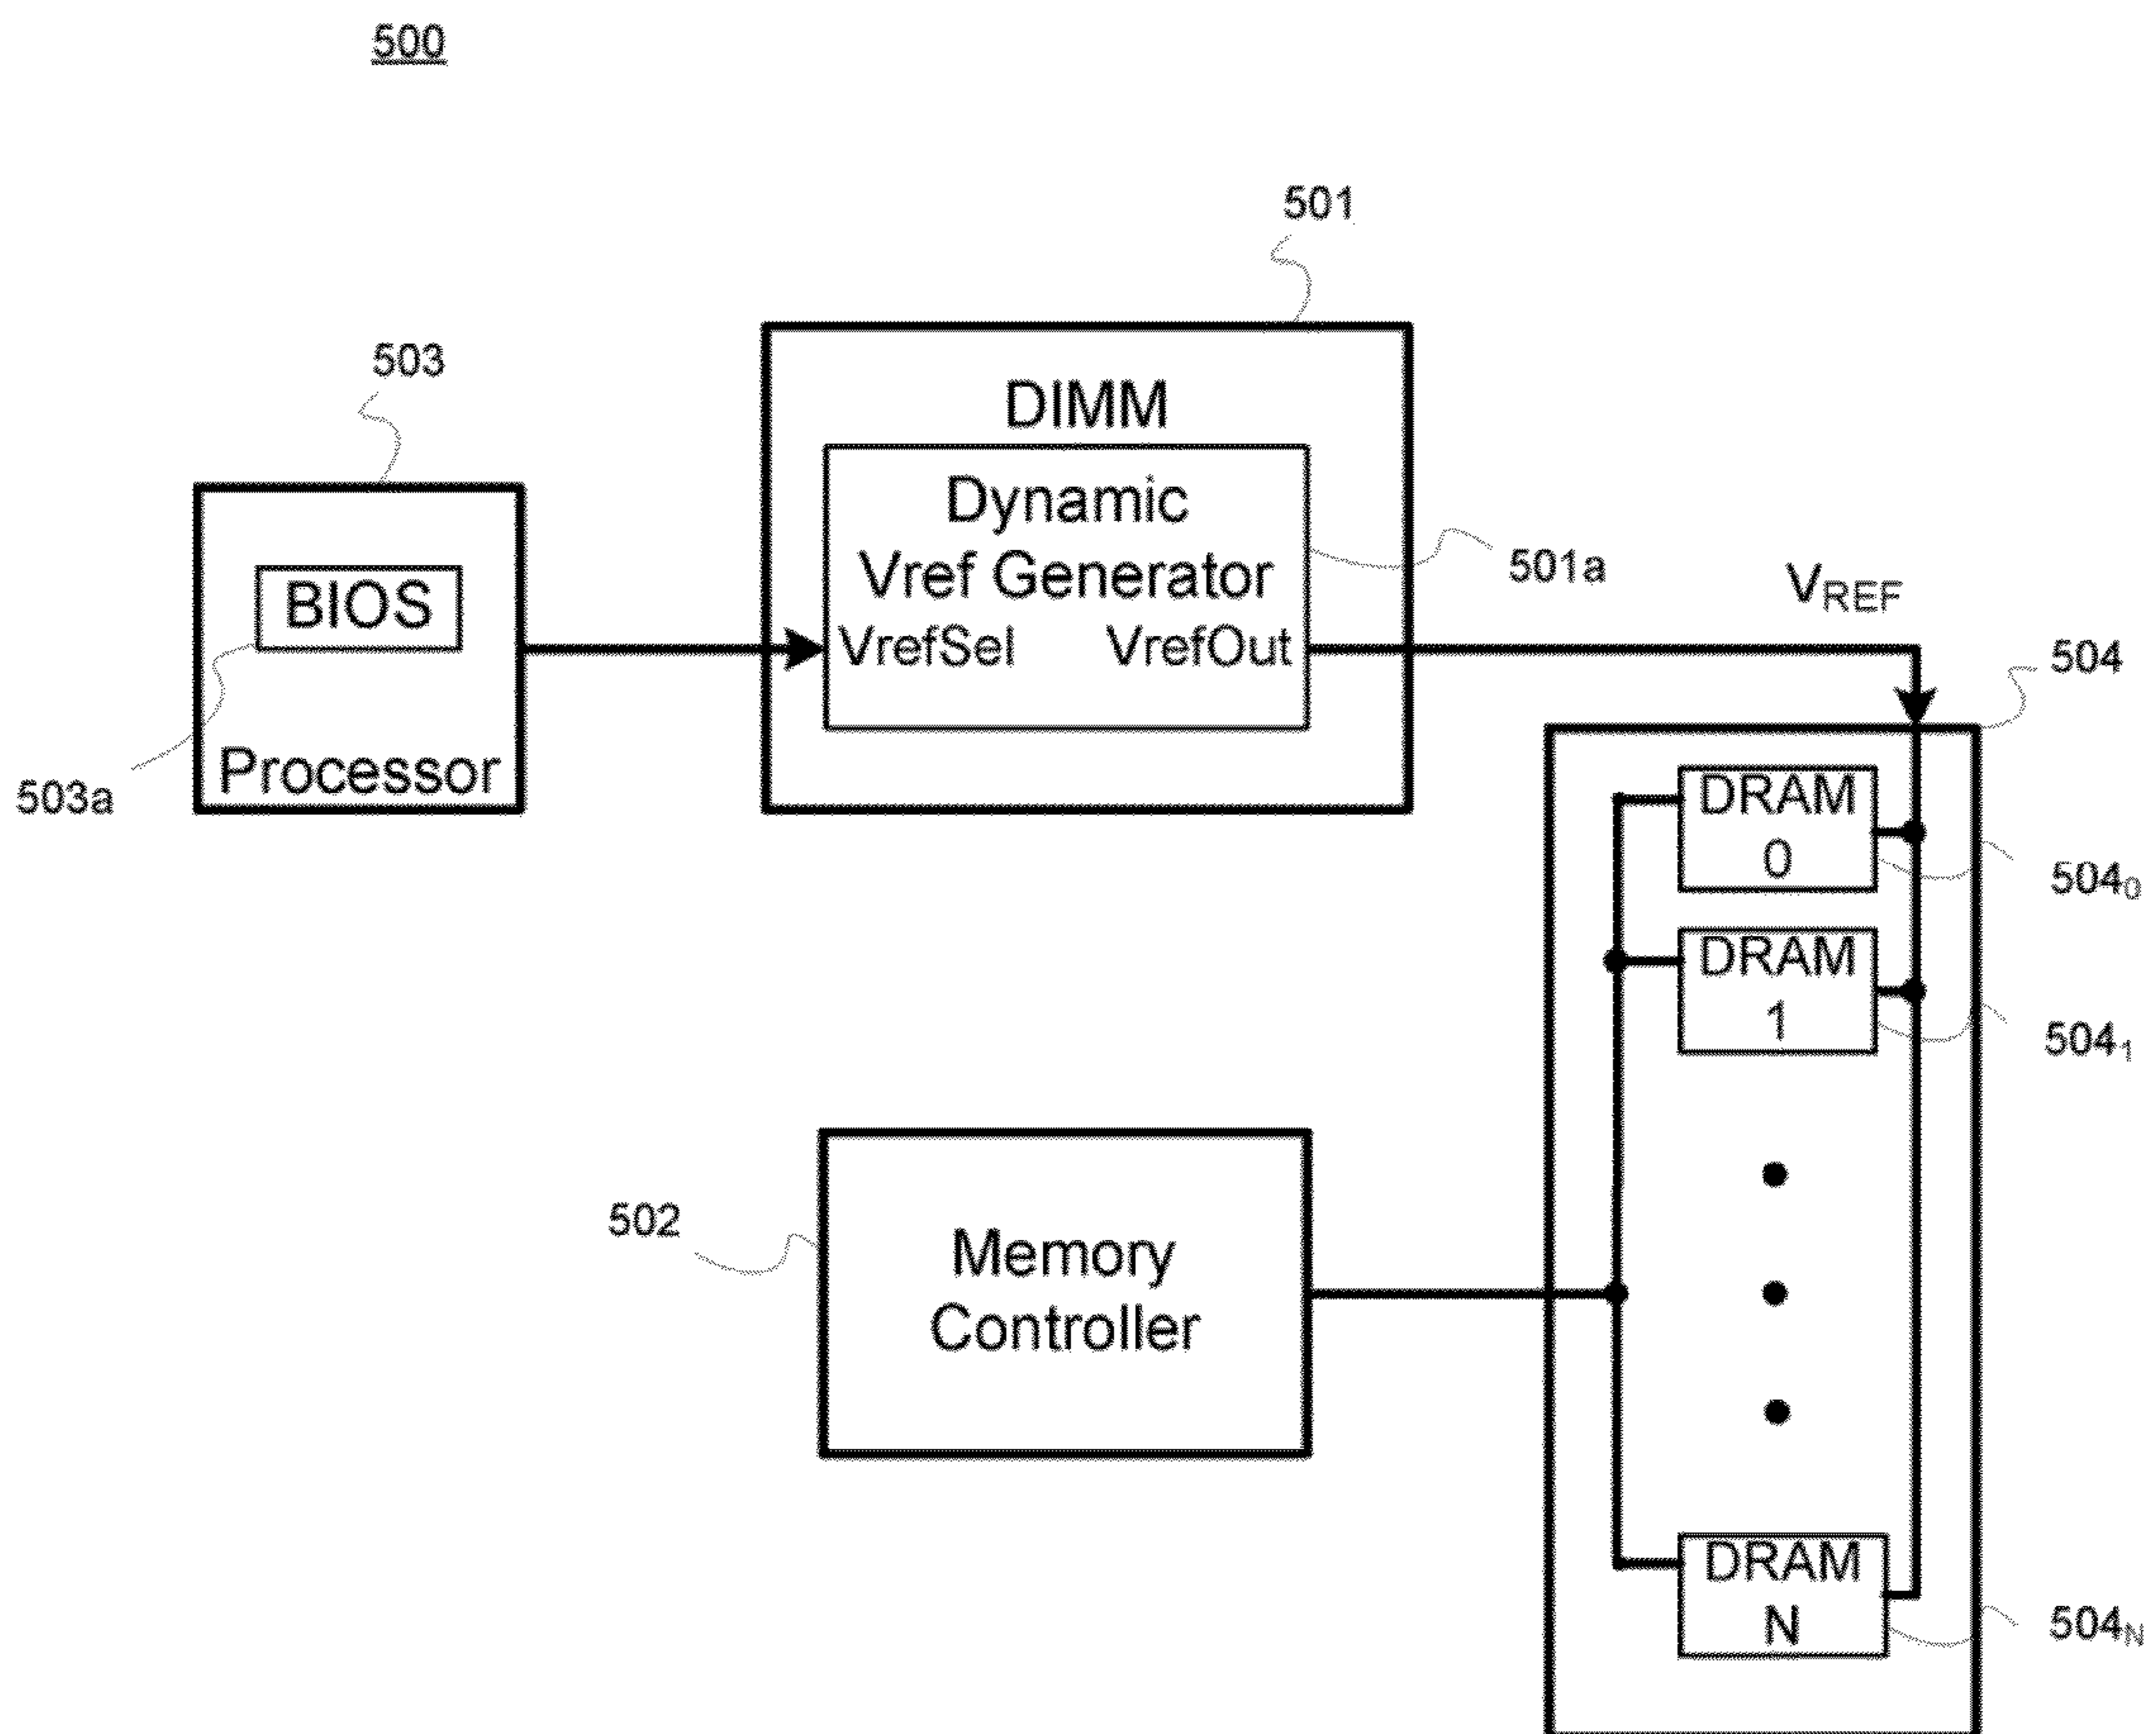 500
501
503
DIMM
Dynamic
Vref Generator
VrefSel VrefOut
501a
VREF
BIOS
504
Processor
503a
DRAM
0
5040
DRAM
1
5041
502
Memory
Controller
DRAM
N
504N